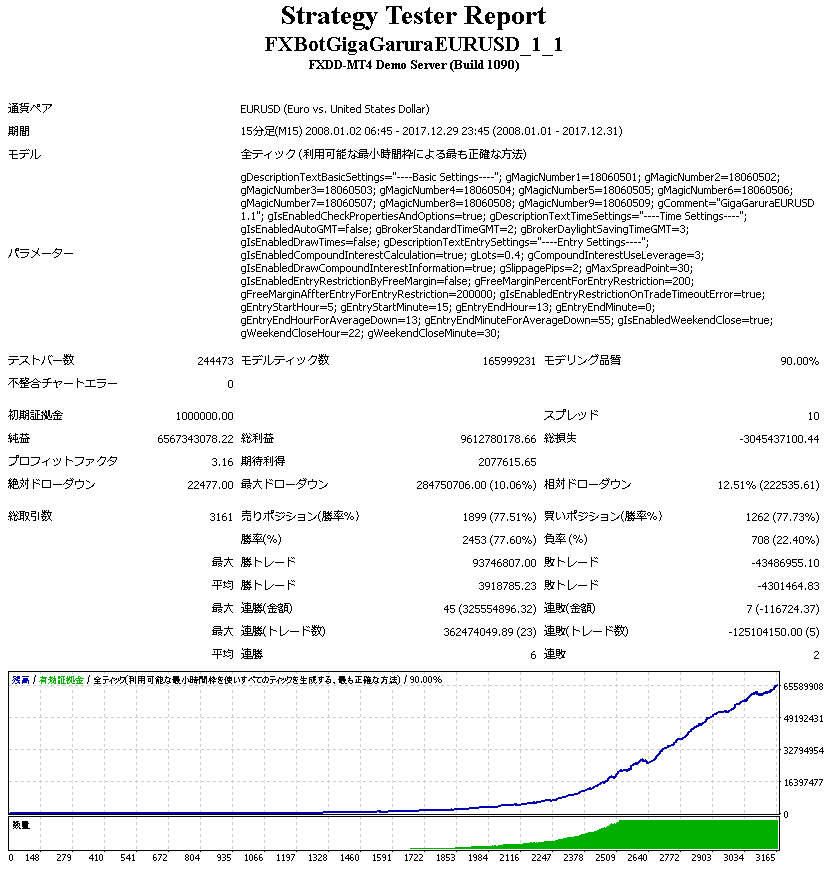 Strategy Tester Report
FXBotGigaGaruraEURUSD_1_1
FXDD-MT4 Demo Server (Build 1090)
通貨ペア EURUSD (Euro vs. United States Dollar)
期間 15分足(M15) 2008.01.02 06:45 - 2017.12.29 23:45 (2008.01.01 - 2017.12.31)
モデル 全ティック (利用可能な最小時間枠による最も正確な方法)
パラメーター
gDescriptionTextBasicSettings="----Basic Settings----"; gMagicNumber1=18060501; gMagicNumber2=18060502;
gMagicNumber3=18060503; gMagicNumber4=18060504; gMagicNumber5=18060505; gMagicNumber6=18060506;
gMagicNumber7=18060507; gMagicNumber8=18060508; gMagicNumber9=18060509; gComment="GigaGaruraEURUSD
1.1"; gIsEnabledCheckPropertiesAndOptions=true; gDescriptionTextTimeSettings="----Time Settings----";
gIsEnabledAutoGMT=false; gBrokerStandardTimeGMT=2; gBrokerDaylightSavingTimeGMT=3;
gIsEnabledDrawTimes=false; gDescriptionTextEntrySettings="----Entry Settings----";
gIsEnabledCompoundInterestCalculation=true; gLots=0.4; gCompoundInterestUseLeverage=3;
gIsEnabledDrawCompoundInterestInformation=true; gSlippagePips=2; gMaxSpreadPoint=30;
gIsEnabledEntryRestrictionByFreeMargin=false; gFreeMarginPercentForEntryRestriction=200;
gFreeMarginAffterEntryForEntryRestriction=200000; gIsEnabledEntryRestrictionOnTradeTimeoutError=true;
gEntryStartHour=5; gEntryStartMinute=15; gEntryEndHour=13; gEntryEndMinute=0;
gEntryEndHourForAverageDown=13; gEntryEndMinuteForAverageDown=55; gIsEnabledWeekendClose=true;
gWeekendCloseHour=22; gWeekendCloseMinute=30;
テストバー数 244473 モデルティック数 165999231 モデリング品質 90.00%
不整合チャートエラー 0
初期証拠金 1000000.00 スプレッド 10
純益 6567343078.22 総利益 9612780178.66 総損失 -3045437100.44
プロフィットファクタ 3.16 期待利得 2077615.65
絶対ドローダウン 22477.00 最大ドローダウン 284750706.00 (10.06%) 相対ドローダウン 12.51% (222535.61)
総取引数 3161 売りポジション(勝率%) 1899 (77.51%) 買いポジション(勝率%) 1262 (77.73%)
勝率(%) 2453 (77.60%) 負率 (%) 708 (22.40%)
最大 勝トレード 93746807.00 敗トレード -43486955.10
平均 勝トレード 3918785.23 敗トレード -4301464.83
最大 連勝(金額) 45 (325554896.32) 連敗(金額) 7 (-116724.37)
最大 連勝(トレード数) 362474049.89 (23) 連敗(トレード数) -125104150.00 (5)
平均 連勝 6 連敗 2
残高 / 有効証拠金 / 全ティック(利用可能な最小時間枠を使いすべてのティックを生成する、最も正確な方法) / 90.00%
65589908
49192431
32794954
16397477
0
数量
0 148 279 410 541 672 804 935 1066 1197 1328 1460 1591 1722 1853 1984 2116 2247 2378 2509 2640 2772 2903 3034 3165